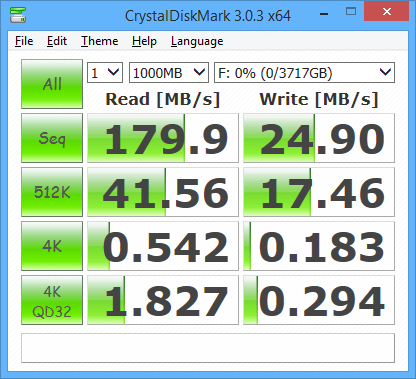 CrystalDiskMark 3.0.3 x64
File Edit Theme Help Language
All 1 1000MB F: 0% (0/3717GB)
Read [MB/s] Write [MB/s]
Seq 179.9 24.90
512K 41.56 17.46
4K 0.542 0.183
4K QD32 1.827 0.294